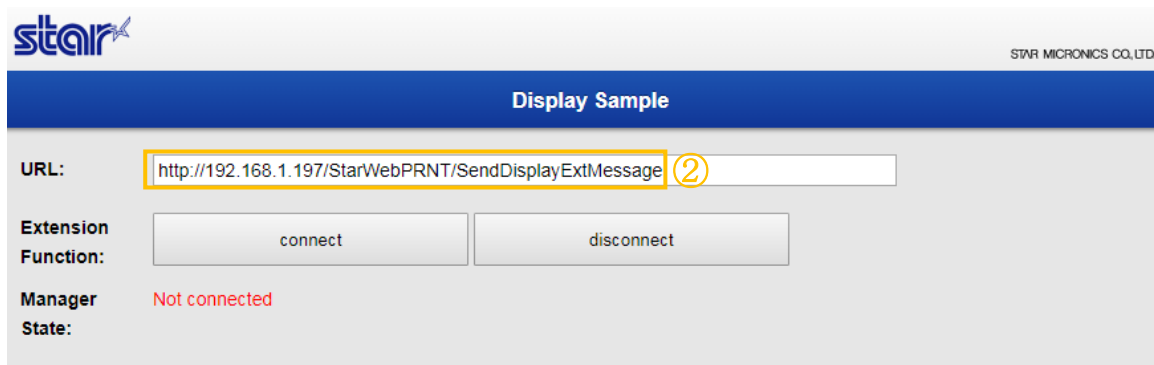 star
STAR MICRONICS CO., LTD
Display Sample
URL:
http://192.168.1.197/StarWebPRNT/SendDisplayExtMessage
②
Extension
Function:
connect
disconnect
Manager
State:
Not connected